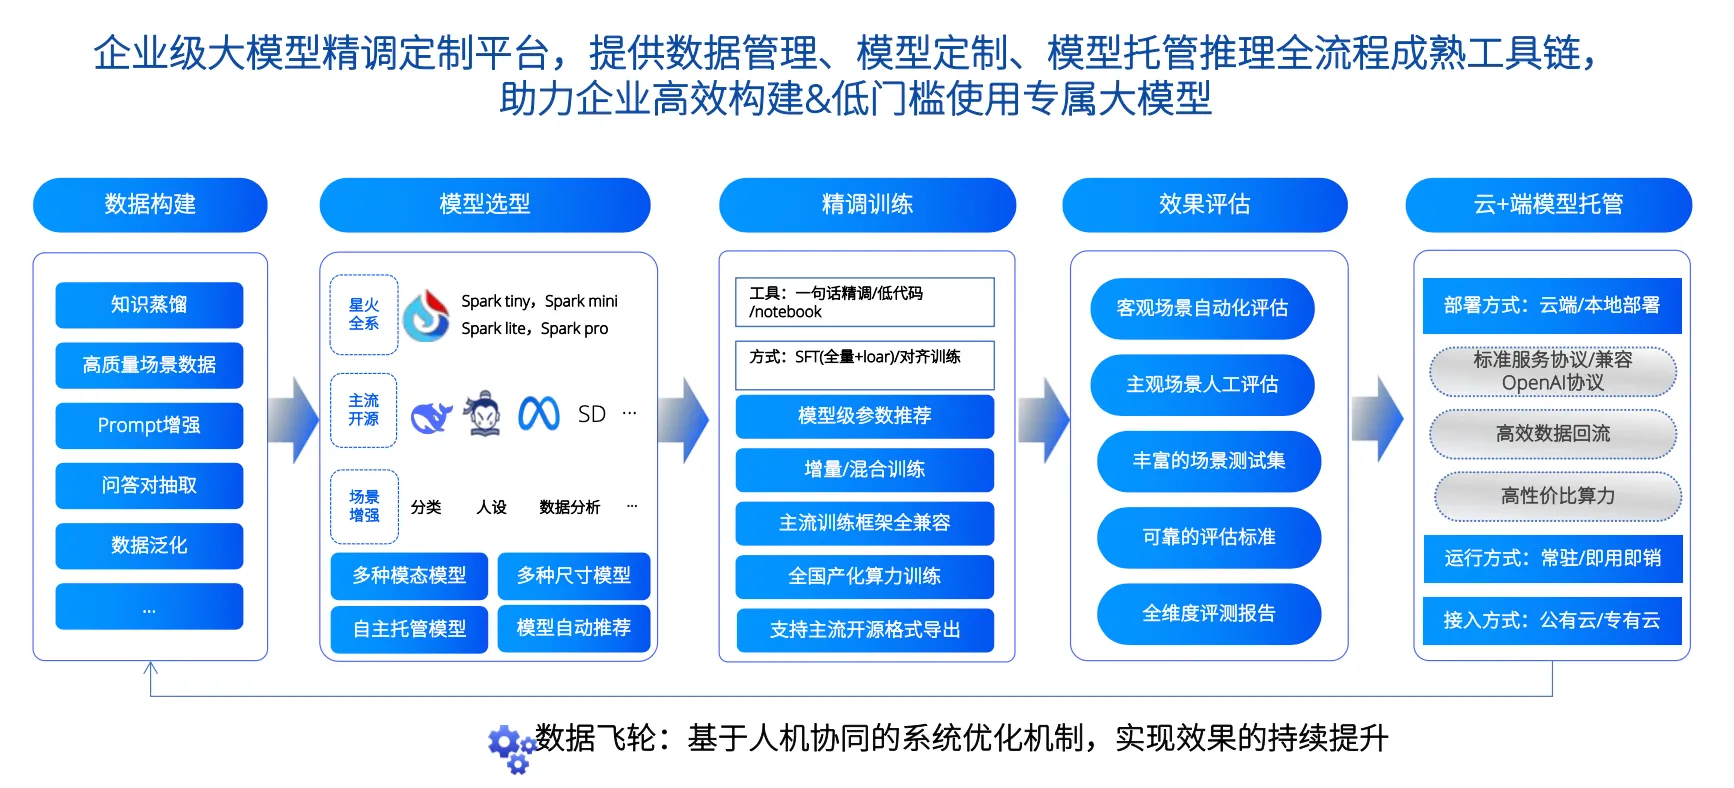 企业级大模型精调定制平台，提供数据管理、模型定制、模型托管推理全流程成熟工具链，
助力企业高效构建&低门槛使用专属大模型
数据构建
知识蒸馏
高质量场景数据
Prompt增强
问答对抽取
数据泛化
...
模型选型
星火
全系
Spark tiny，Spark mini
Spark lite，Spark pro
主流
开源
SD
...
场景
增强
分类
人设
数据分析
...
多种模态模型
多种尺寸模型
自主托管模型
模型自动推荐
精调训练
工具：一句话精调/低代码
/notebook
方式：SFT(全量+loar)/对齐训练
模型级参数推荐
增量/混合训练
主流训练框架全兼容
全国产化算力训练
支持主流开源格式导出
效果评估
客观场景自动化评估
主观场景人工评估
丰富的场景测试集
可靠的评估标准
全维度评测报告
云+端模型托管
部署方式：云端/本地部署
标准服务协议/兼容
OpenAI协议
高效数据回流
高性价比算力
运行方式：常驻/即用即销
接入方式：公有云/专有云
数据飞轮：基于人机协同的系统优化机制，实现效果的持续提升